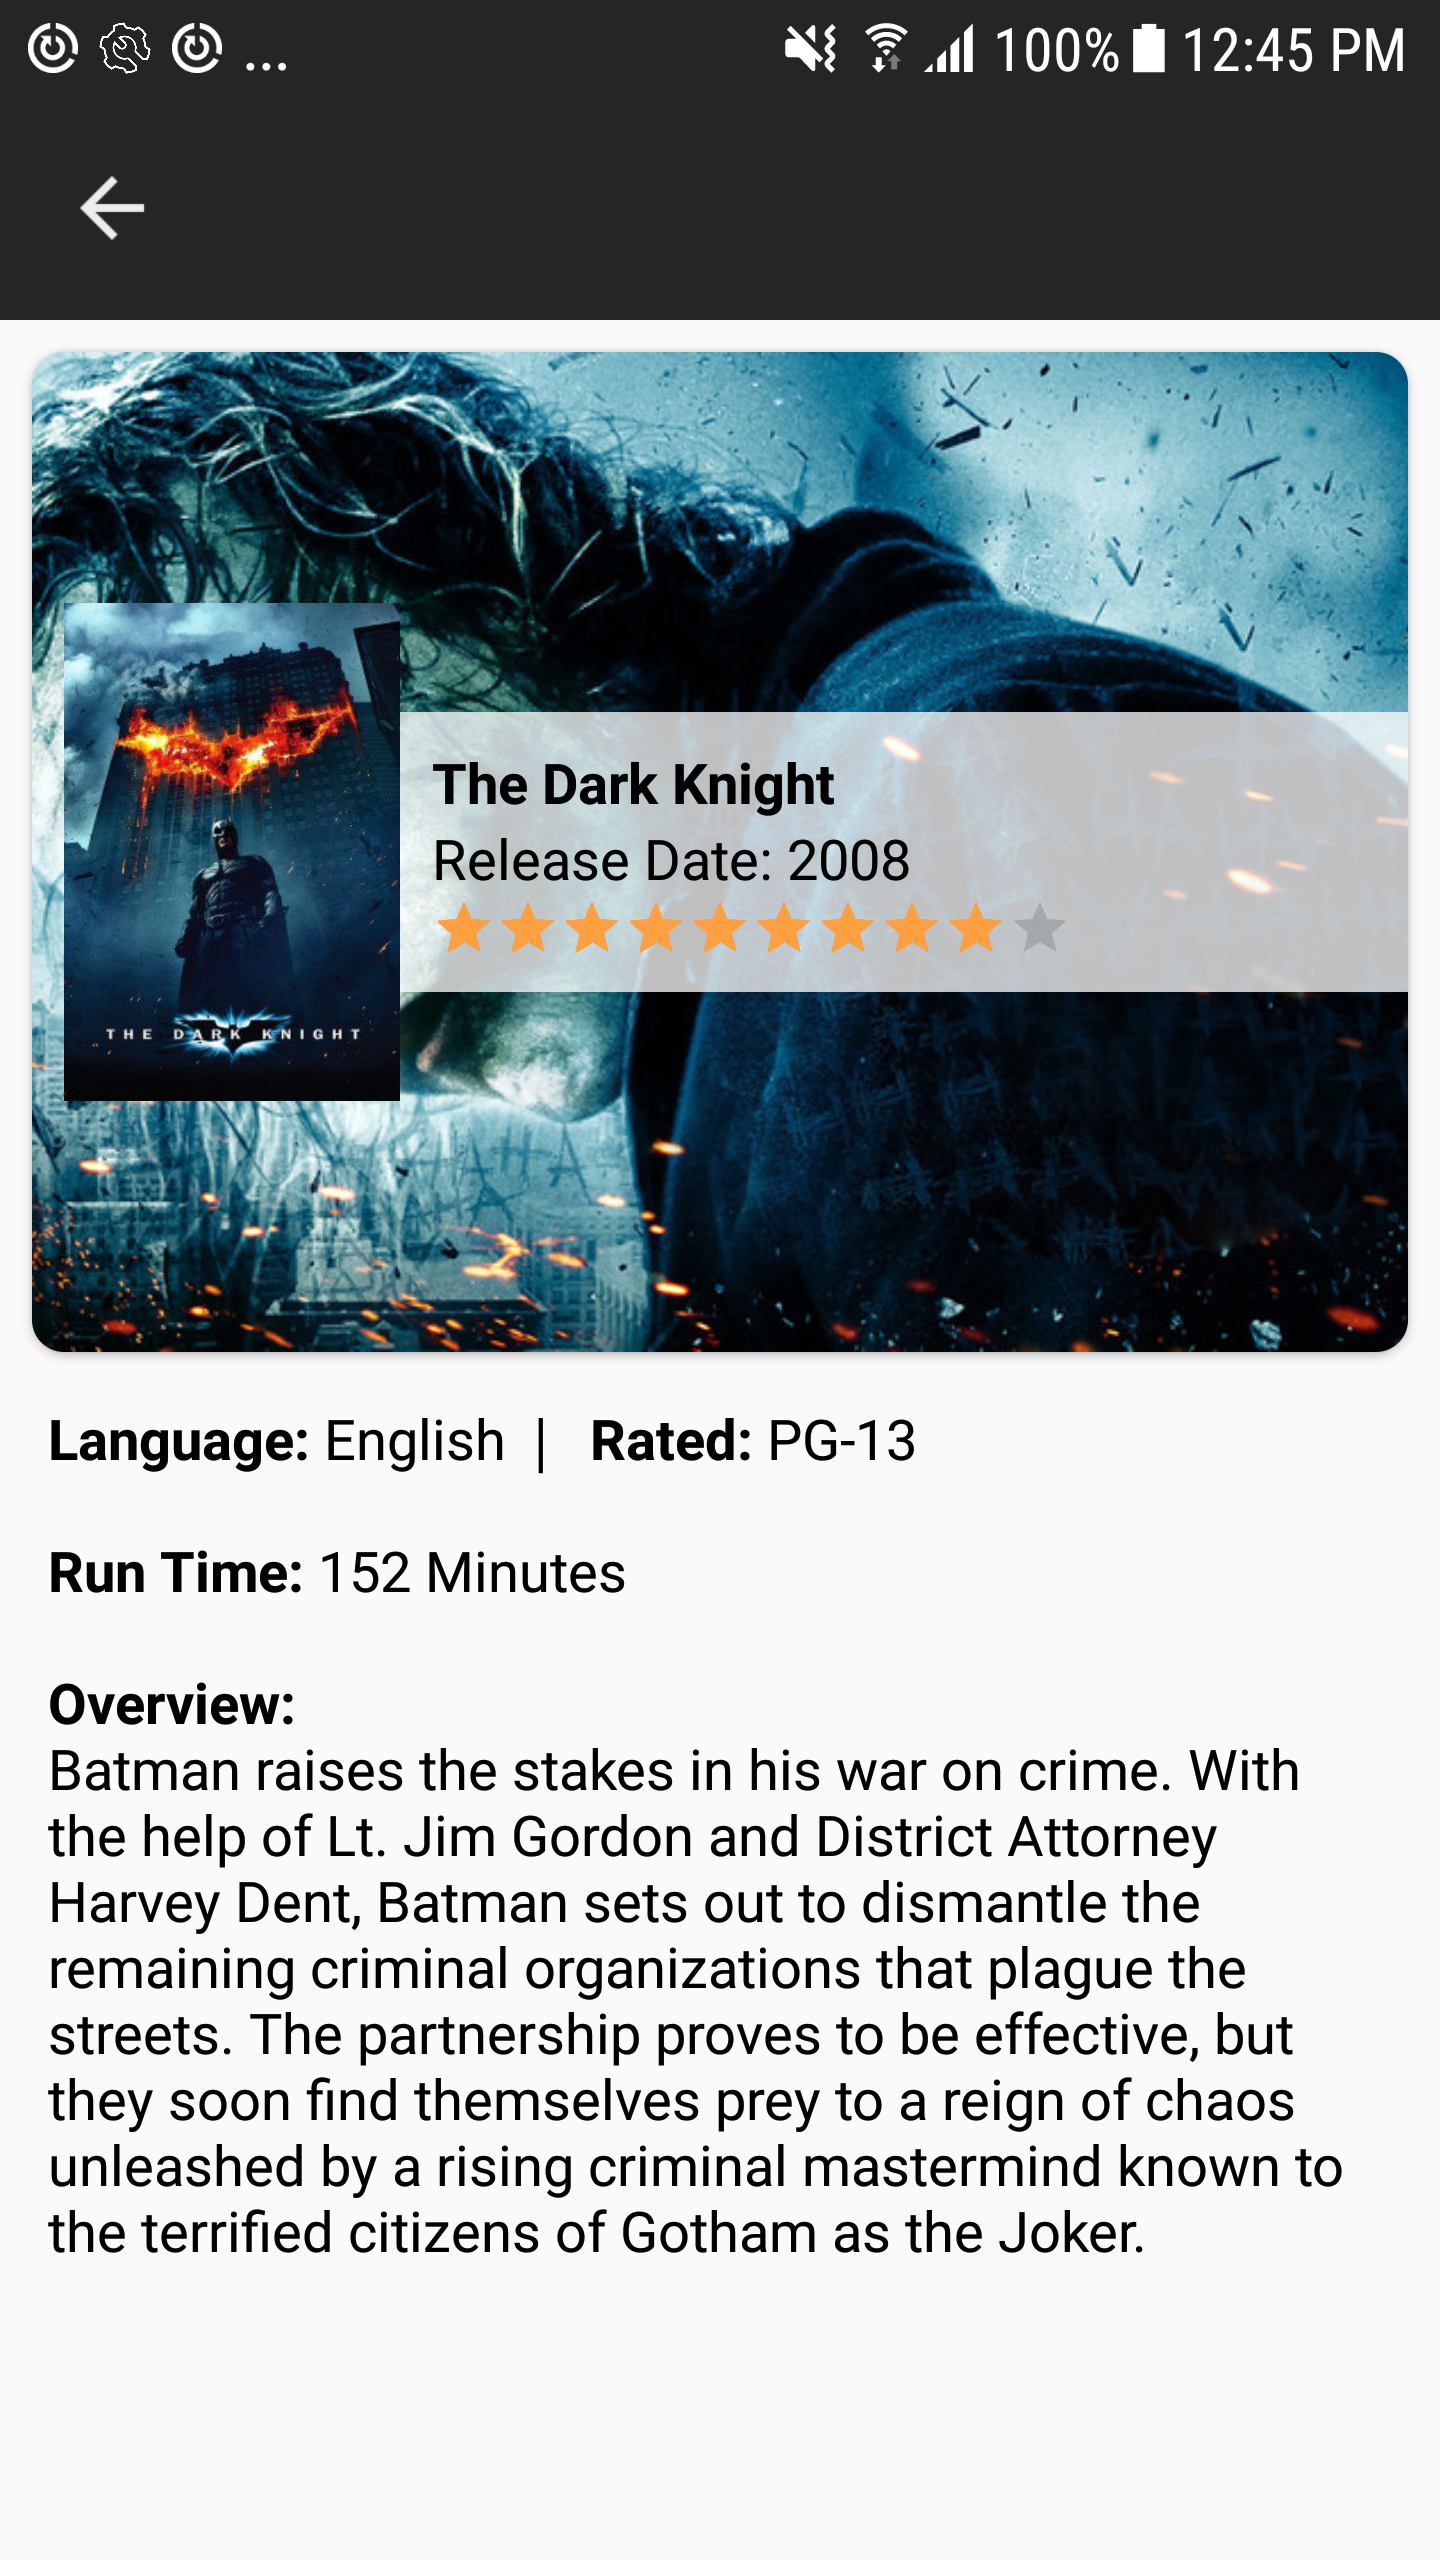 ... 100% 12:45 PM
THE DARK KNIGHT
The Dark Knight
Release Date: 2008
Language: English | Rated: PG-13
Run Time: 152 Minutes
Overview:
Batman raises the stakes in his war on crime. With
the help of Lt. Jim Gordon and District Attorney
Harvey Dent, Batman sets out to dismantle the
remaining criminal organizations that plague the
streets. The partnership proves to be effective, but
they soon find themselves prey to a reign of chaos
unleashed by a rising criminal mastermind known to
the terrified citizens of Gotham as the Joker.